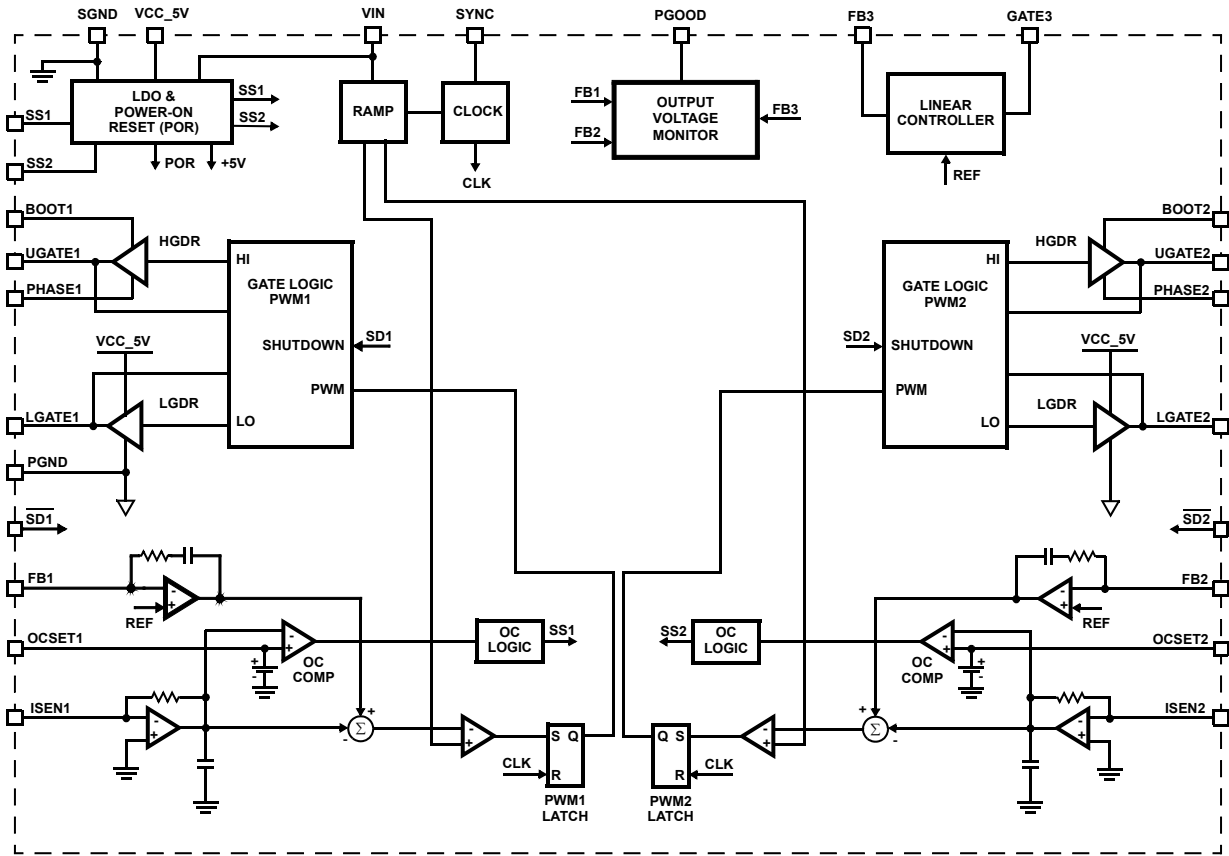 SGND
VCC_5V
VIN
SYNC
PGOOD
FB3
GATE3
LDO &
POWER-ON
RESET (POR)
SS1
SS2
SS1
SS2
POR
+5V
RAMP
CLOCK
CLK
FB1
FB2
OUTPUT
VOLTAGE
MONITOR
FB3
LINEAR
CONTROLLER
REF
BOOT1
UGATE1
PHASE1
HGDR
VCC_5V
LGATE1
LGDR
PGND
HI
GATE LOGIC
PWM1
SHUTDOWN
SD1
PWM
LO
BOOT2
UGATE2
PHASE2
HGDR
VCC_5V
LGATE2
LGDR
HI
GATE LOGIC
PWM2
SD2
SHUTDOWN
PWM
LO
SD1
SD2
FB1
-
+
REF
OCSET1
+
-
-
+
OC
COMP
OC
LOGIC
SS1
ISEN1
-
+
+
Σ
-
-
+
S Q
R
CLK
PWM1
LATCH
FB2
-
+
REF
OCSET2
+
-
-
+
OC
COMP
OC
LOGIC
SS2
ISEN2
-
+
+
Σ
-
-
+
Q S
R
CLK
PWM2
LATCH